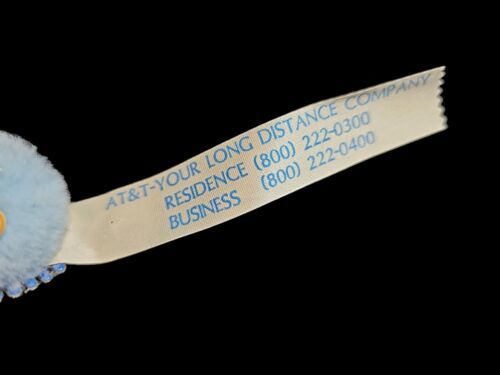 AT&T-YOUR LONG DISTANCE COMPANY
RESIDENCE (800) 222-0300
BUSINESS (800) 222-0400